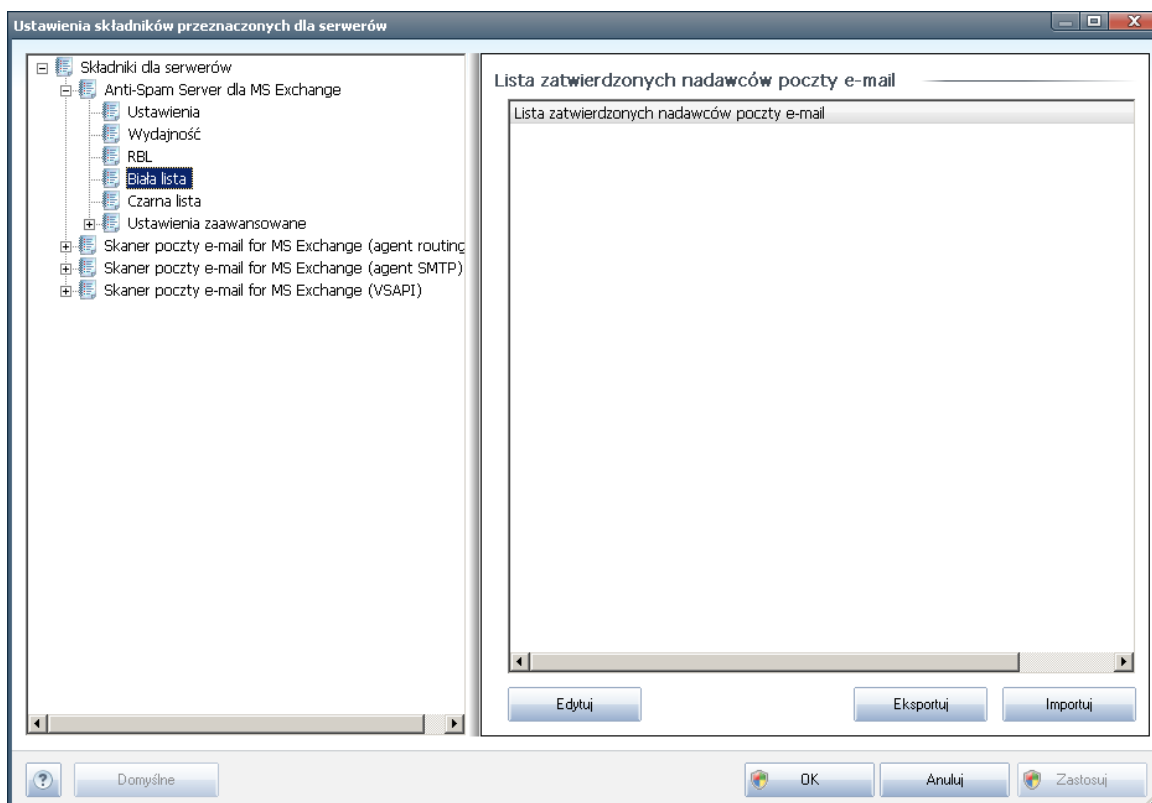 Ustawienia składników przeznaczonych dla serwerów
Składniki dla serwerów
Anti-Spam Server dla MS Exchange
Ustawienia
Wydajność
RBL
Biała lista
Czarna lista
Ustawienia zaawansowane
Skaner poczty e-mail for MS Exchange (agent routing
Skaner poczty e-mail for MS Exchange (agent SMTP)
Skaner poczty e-mail for MS Exchange (VSAPI)
Lista zatwierdzonych nadawców poczty e-mail
Lista zatwierdzonych nadawców poczty e-mail
Edytuj
Eksportuj
Importuj
?
Domyślne
OK
Anuluj
Zastosuj